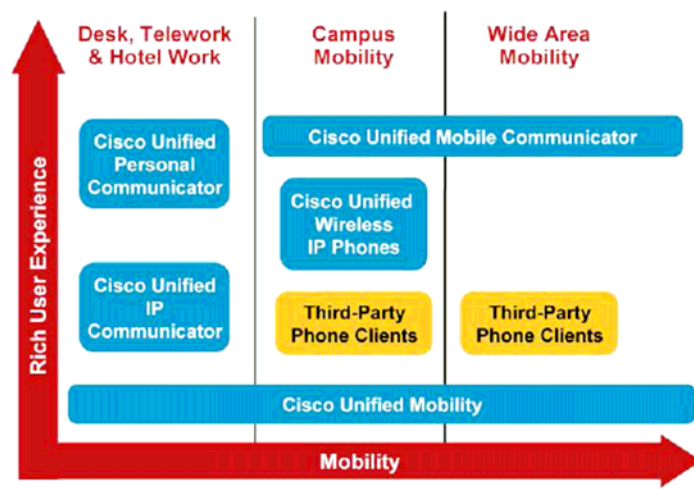 Desk, Telework
& Hotel Work
Campus
Mobility
Wide Area
Mobility
Rich User Experience
Cisco Unified
Personal
Communicator
Cisco Unified Mobile Communicator
Cisco Unified
Wireless
IP Phones
Cisco Unified
IP
Communicator
Third-Party
Phone Clients
Third-Party
Phone Clients
Cisco Unified Mobility
Mobility